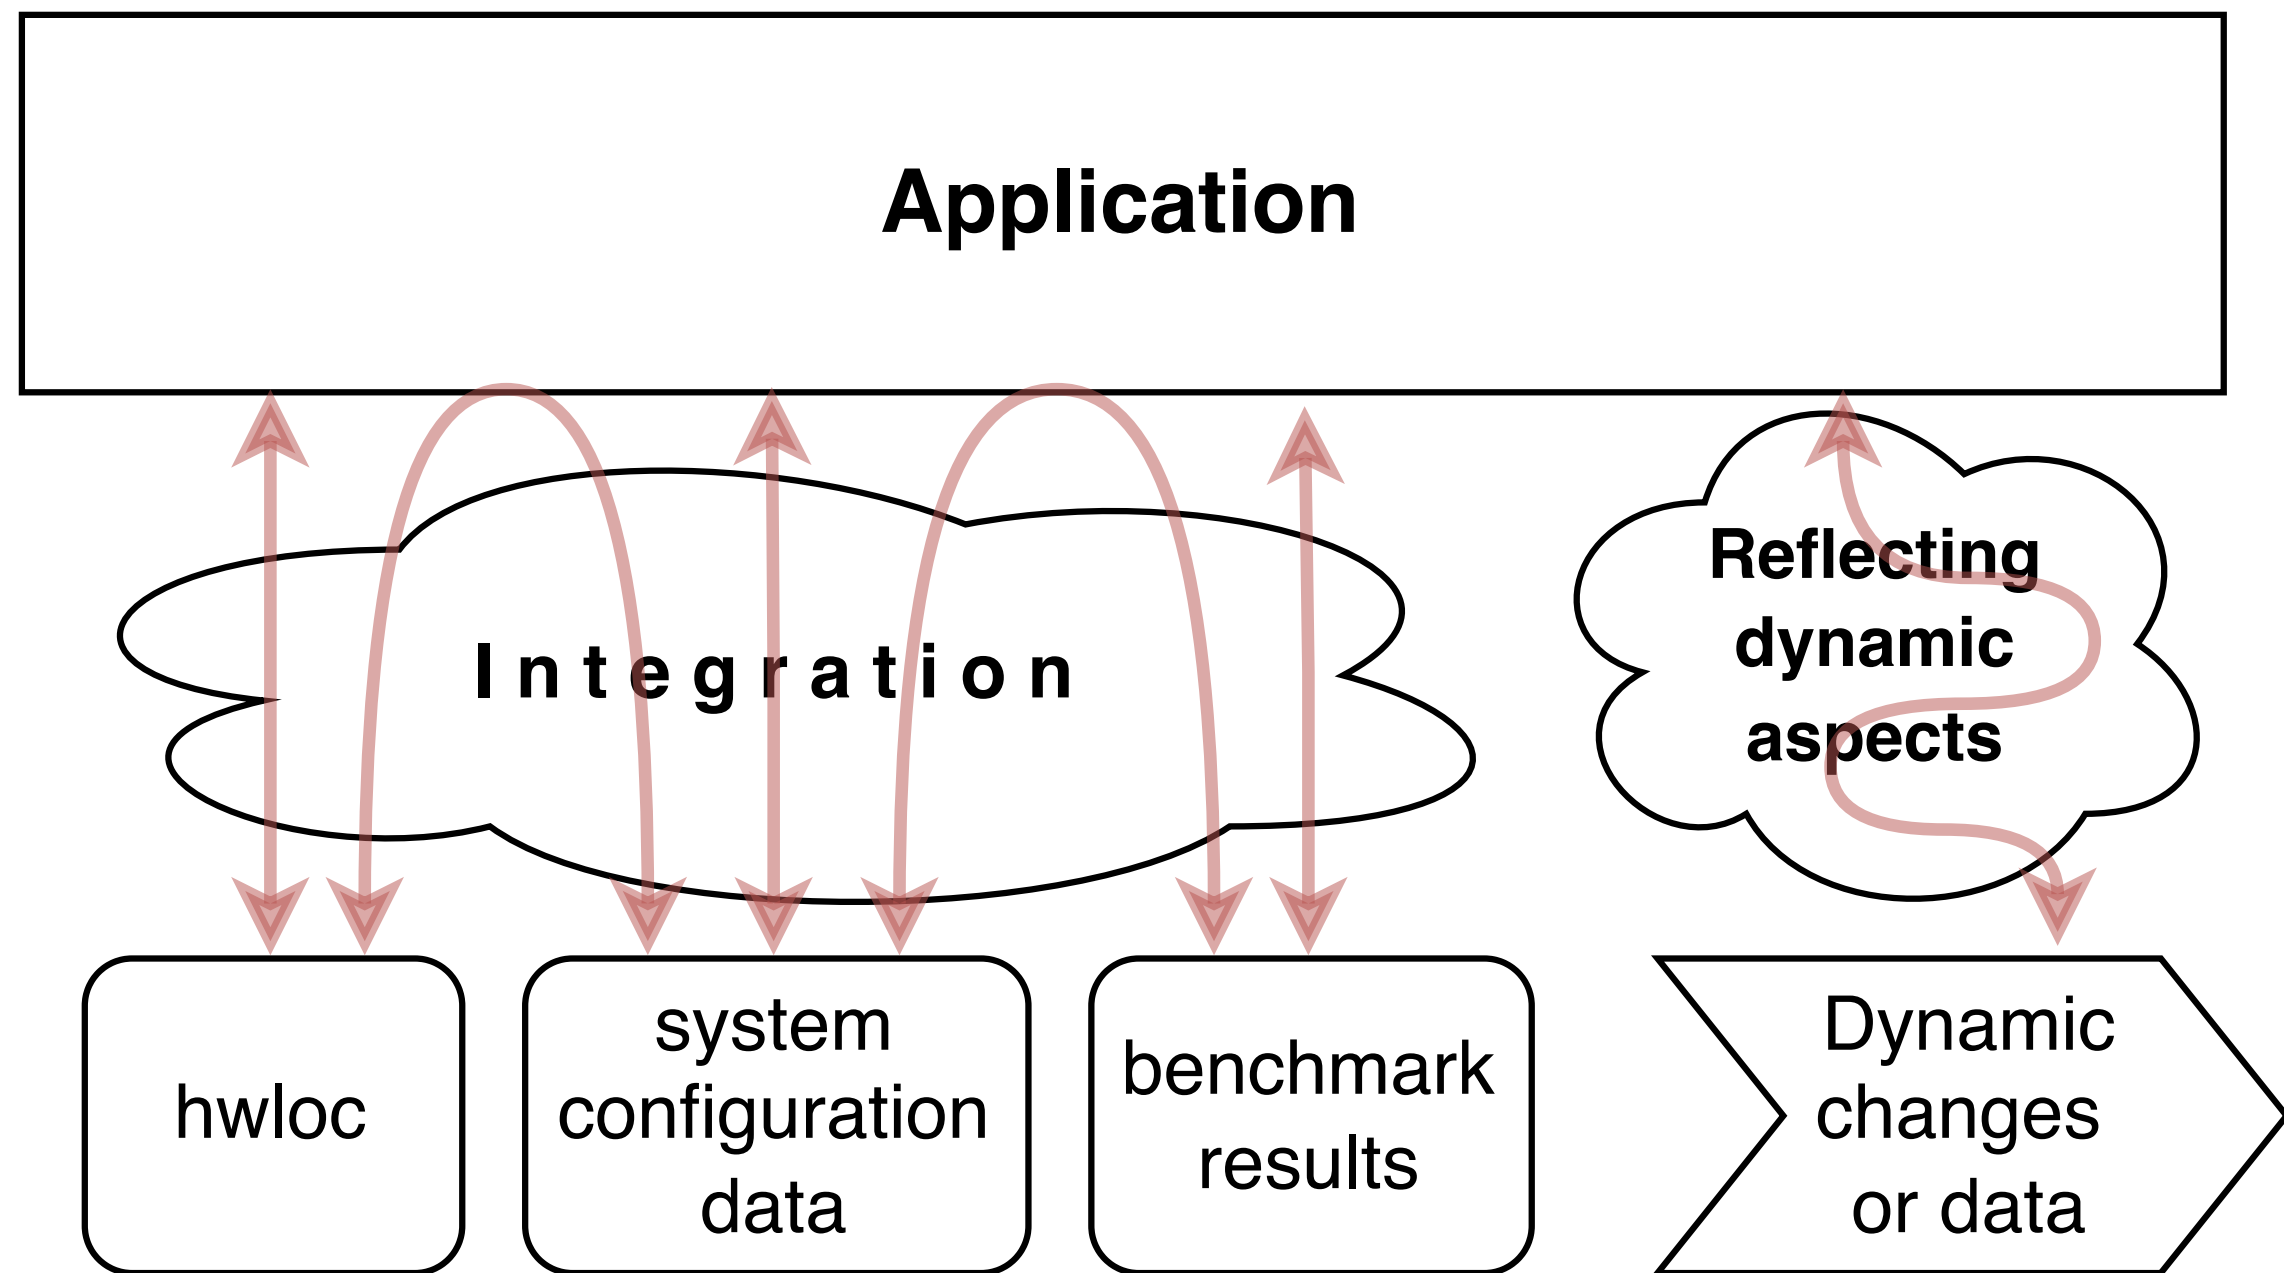 Application
Integration
Reflecting
dynamic
aspects
hwloc
system
configuration
data
benchmark
results
Dynamic
changes
or data